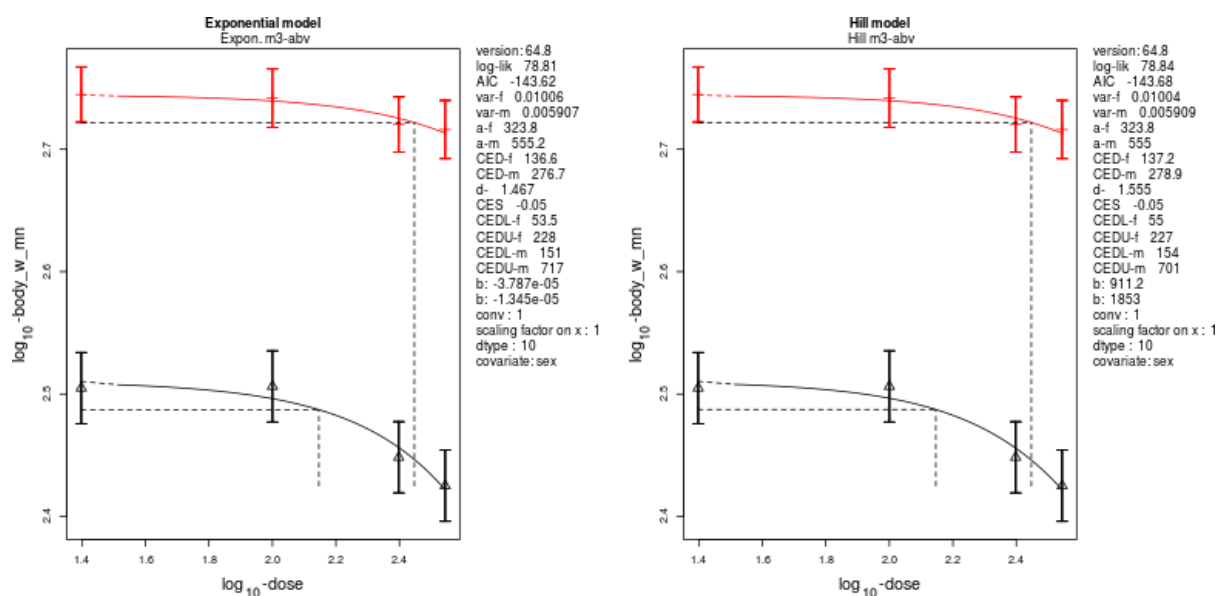 Exponential model
Expon. m3-abv
log10-body_w_mn
2.7
2.6
2.5
2.4
1.4
1.6
1.8
2.0
2.2
2.4
log10-dose
version: 64.8
log-lik 78.81
AIC -143.62
var-f 0.01006
var-m 0.005907
a-f 323.8
a-m 555.2
CED-f 136.6
CED-m 276.7
d- 1.467
CES -0.05
CEDL-f 53.5
CEDU-f 228
CEDL-m 151
CEDU-m 717
b: -3.787e-05
b: -1.345e-05
conv : 1
scaling factor on x : 1
dtype : 10
covariate: sex
Hill model
Hill m3-abv
log10-body_w_mn
2.7
2.6
2.5
2.4
1.4
1.6
1.8
2.0
2.2
2.4
log10-dose
version: 64.8
log-lik 78.84
AIC -143.68
var-f 0.01004
var-m 0.005909
a-f 323.8
a-m 555
CED-f 137.2
CED-m 278.9
d- 1.555
CES -0.05
CEDL-f 55
CEDU-f 227
CEDL-m 154
CEDU-m 701
b: 911.2
b: 1853
conv : 1
scaling factor on x : 1
dtype : 10
covariate: sex